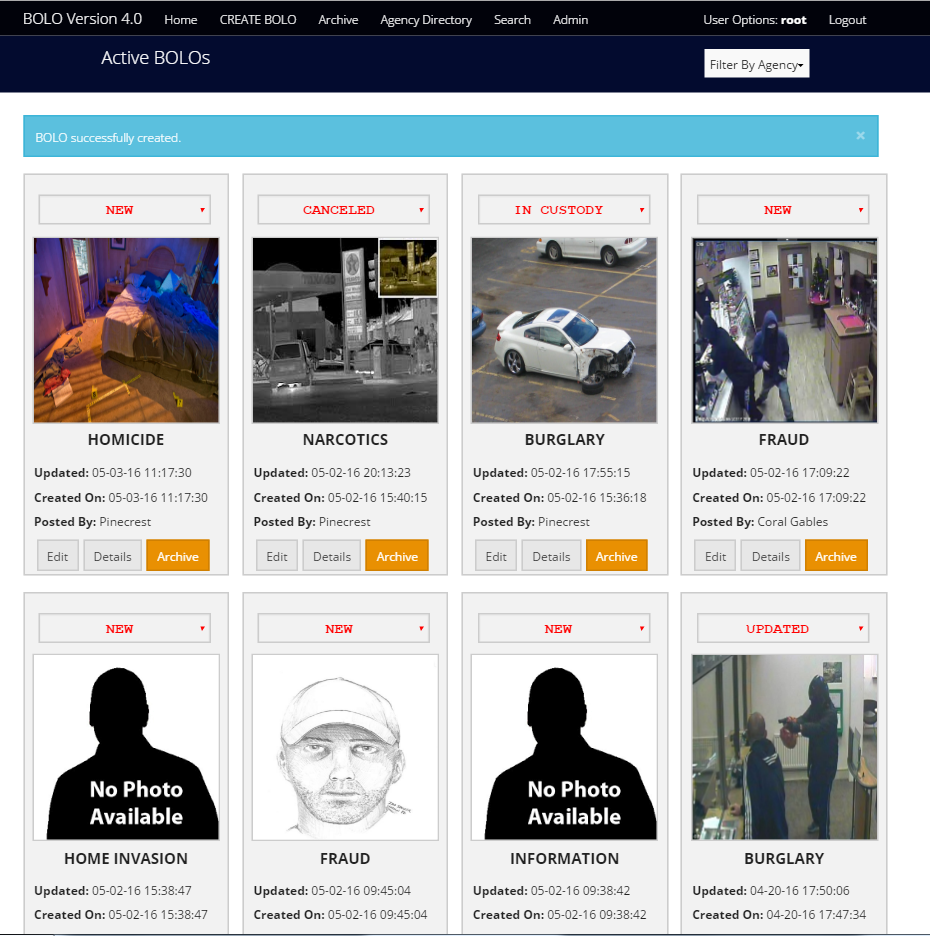 BOLO Version 4.0 Home CREATE BOLO Archive Agency Directory Search Admin User Options: root Logout
Active BOLOs Filter By Agency
BOLO successfully created. ×
NEW CANCELED IN CUSTODY NEW
HOMICIDE NARCOTICS BURGLARY FRAUD
Updated: 05-03-16 11:17:30 Updated: 05-02-16 20:13:23 Updated: 05-02-16 17:55:15 Updated: 05-02-16 17:09:22
Created On: 05-03-16 11:17:30 Created On: 05-02-16 15:40:15 Created On: 05-02-16 15:36:18 Created On: 05-02-16 17:09:22
Posted By: Pinecrest Posted By: Pinecrest Posted By: Pinecrest Posted By: Coral Gables
Edit Details Archive Edit Details Archive Edit Details Archive Edit Details Archive
NEW NEW NEW UPDATED
No Photo No Photo
Available Available
HOME INVASION FRAUD INFORMATION BURGLARY
Updated: 05-02-16 15:38:47 Updated: 05-02-16 09:45:04 Updated: 05-02-16 09:38:42 Updated: 04-20-16 17:50:06
Created On: 05-02-16 15:38:47 Created On: 05-02-16 09:45:04 Created On: 05-02-16 09:38:42 Created On: 04-20-16 17:47:34